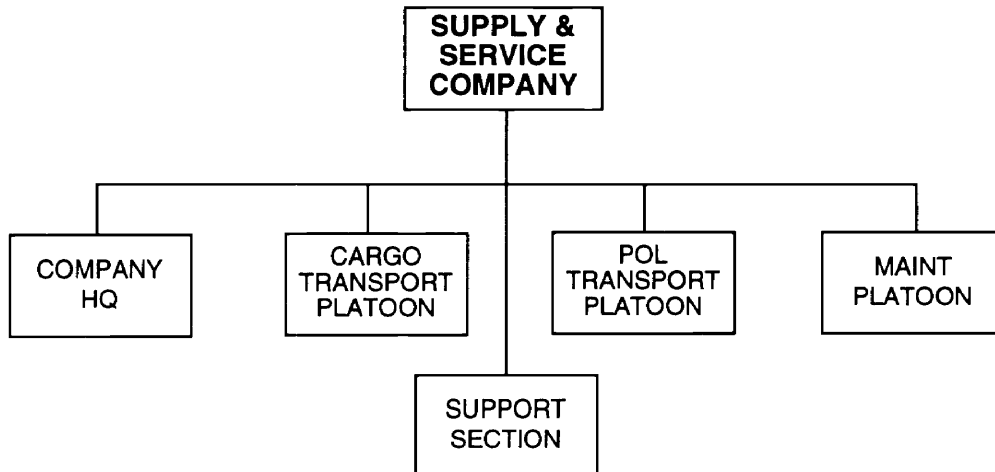 SUPPLY &
SERVICE
COMPANY
COMPANY
HQ
CARGO
TRANSPORT
PLATOON
POL
TRANSPORT
PLATOON
MAINT
PLATOON
SUPPORT
SECTION